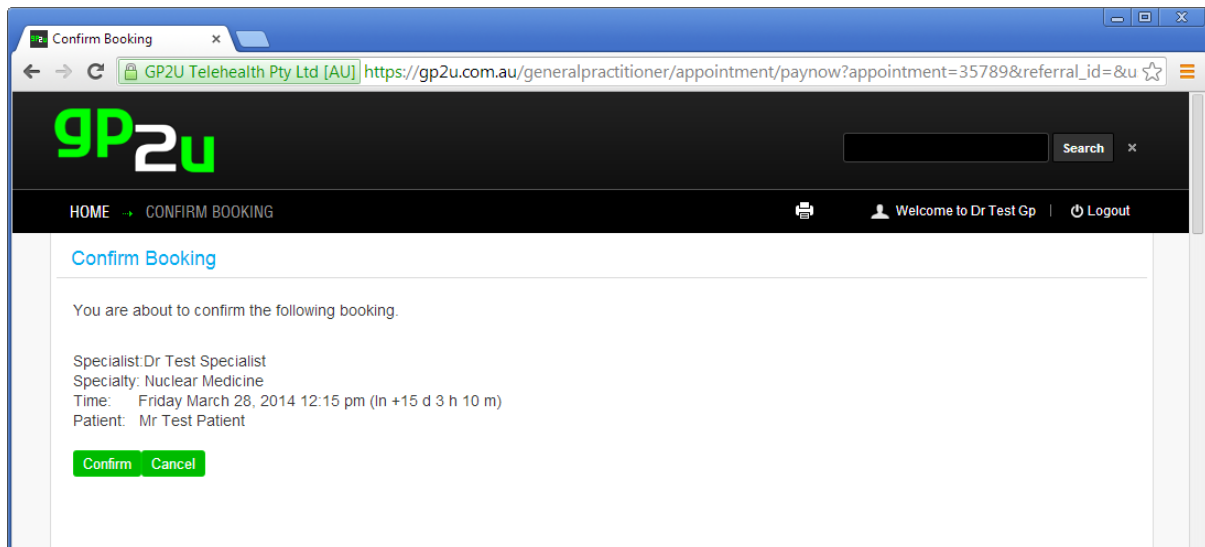 Confirm Booking
GP2U Telehealth Pty Ltd [AU] https://gp2u.com.au/generalpractitioner/appointment/paynow?appointment=35789&referral_id=&u
gP2u
Search
HOME CONFIRM BOOKING Welcome to Dr Test Gp | Logout
Confirm Booking
You are about to confirm the following booking.
Specialist:Dr Test Specialist
Specialty: Nuclear Medicine
Time: Friday March 28, 2014 12:15 pm (In +15 d 3 h 10 m)
Patient: Mr Test Patient
Confirm Cancel